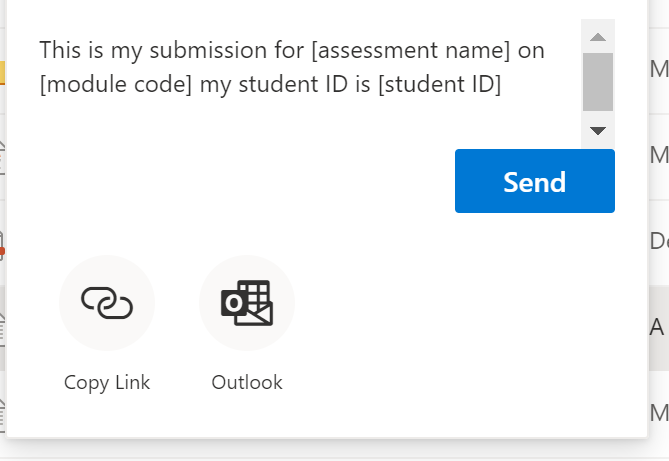 This is my submission for [assessment name] on
[module code] my student ID is [student ID]
Send
Copy Link
Outlook
M
M
A
M